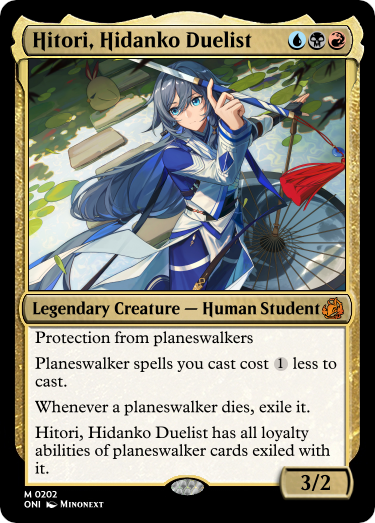 Hitori, Hidanko Duelist
Legendary Creature — Human Student
Protection from planeswalkers
Planeswalker spells you cast cost 1 less to
cast.
Whenever a planeswalker dies, exile it.
Hitori, Hidanko Duelist has all loyalty
abilities of planeswalker cards exiled with
it.
3/2
M 0202
ONI Minonext